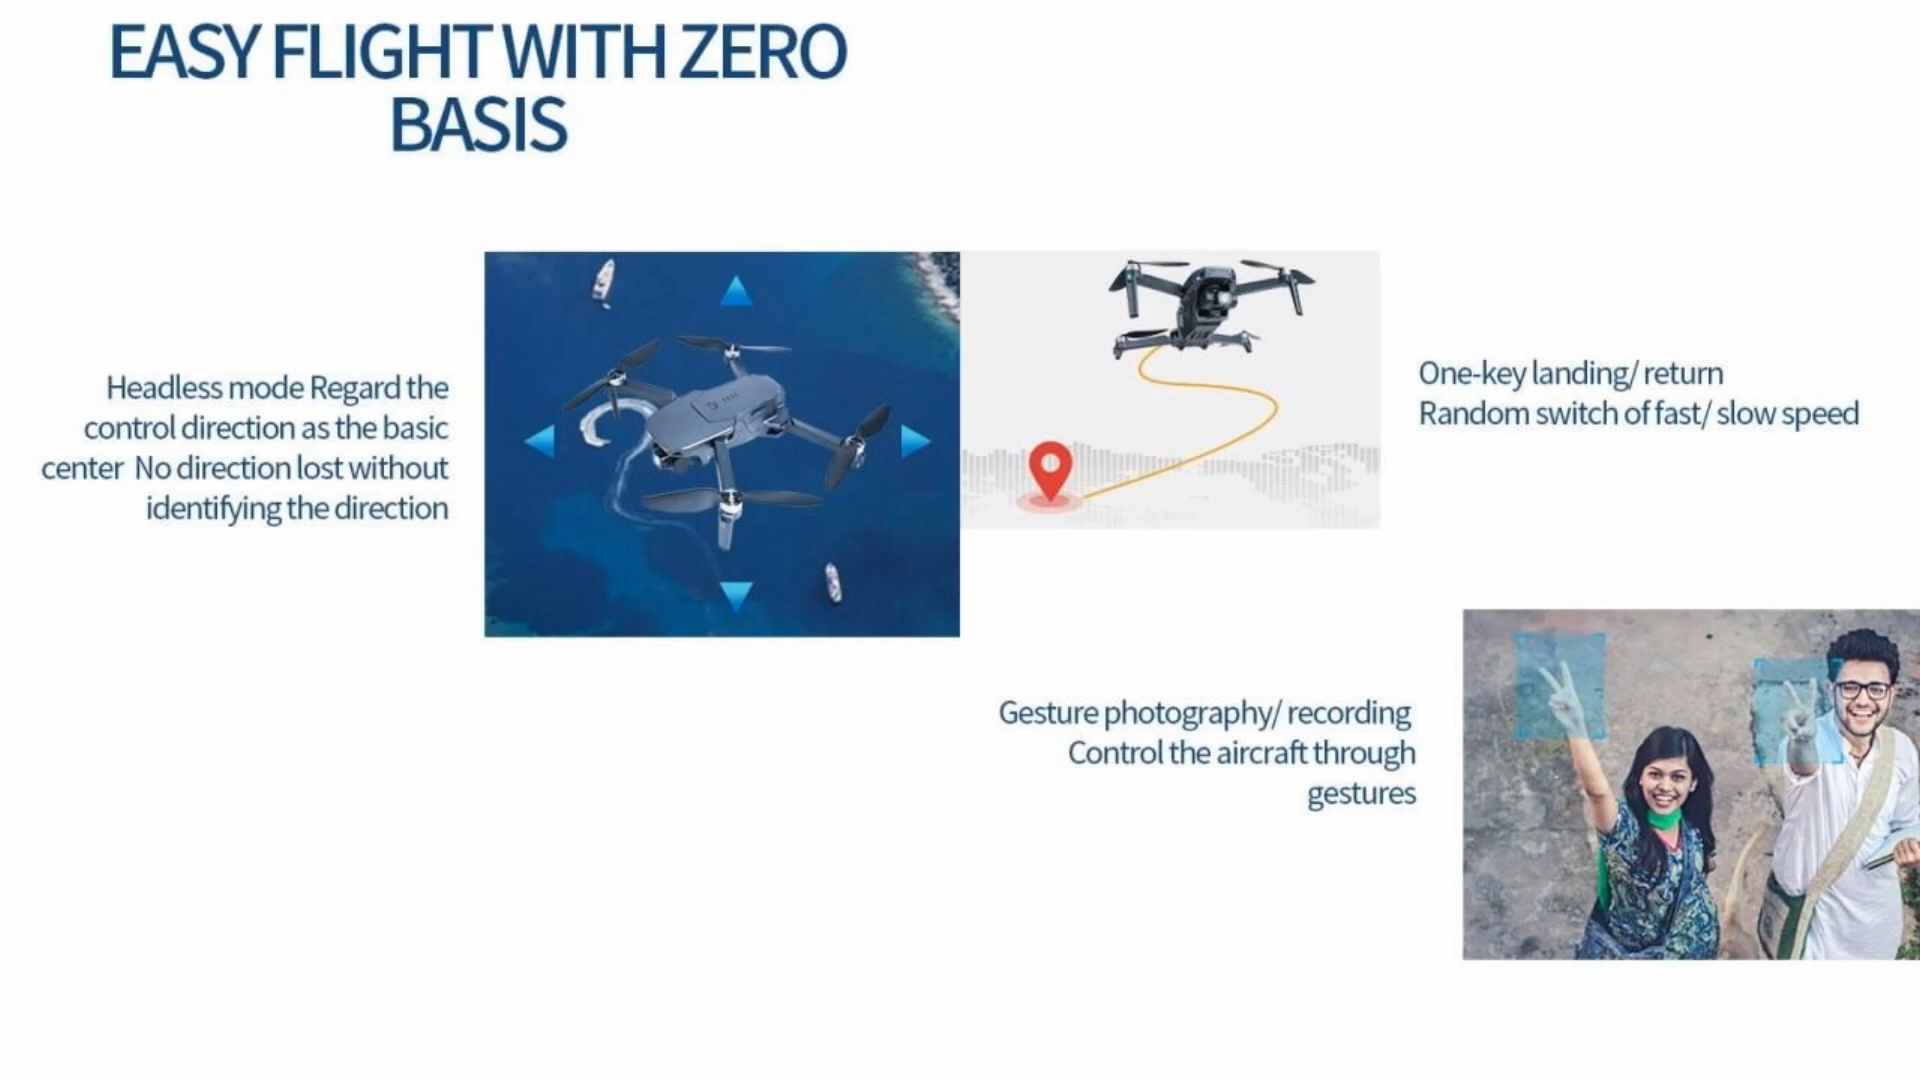 EASY FLIGHT WITH ZERO
BASIS
Headless mode Regard the
control direction as the basic
center No direction lost without
identifying the direction
One-key landing/ return
Random switch of fast/ slow speed
Gesture photography/ recording
Control the aircraft through
gestures